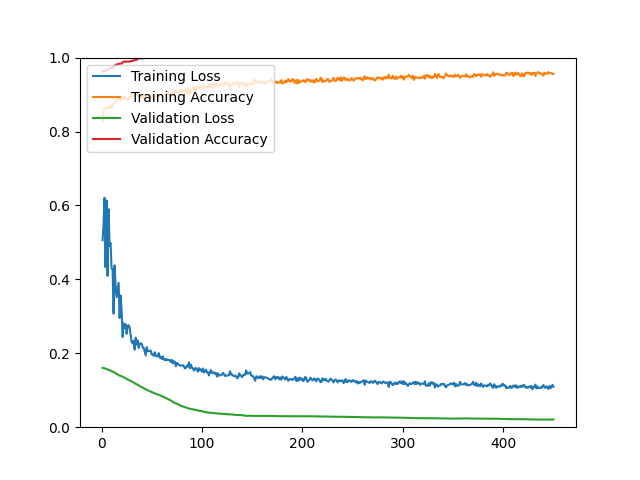 1.0
0.8
0.6
0.4
0.2
0.0
Training Loss
Training Accuracy
Validation Loss
Validation Accuracy
0 100 200 300 400